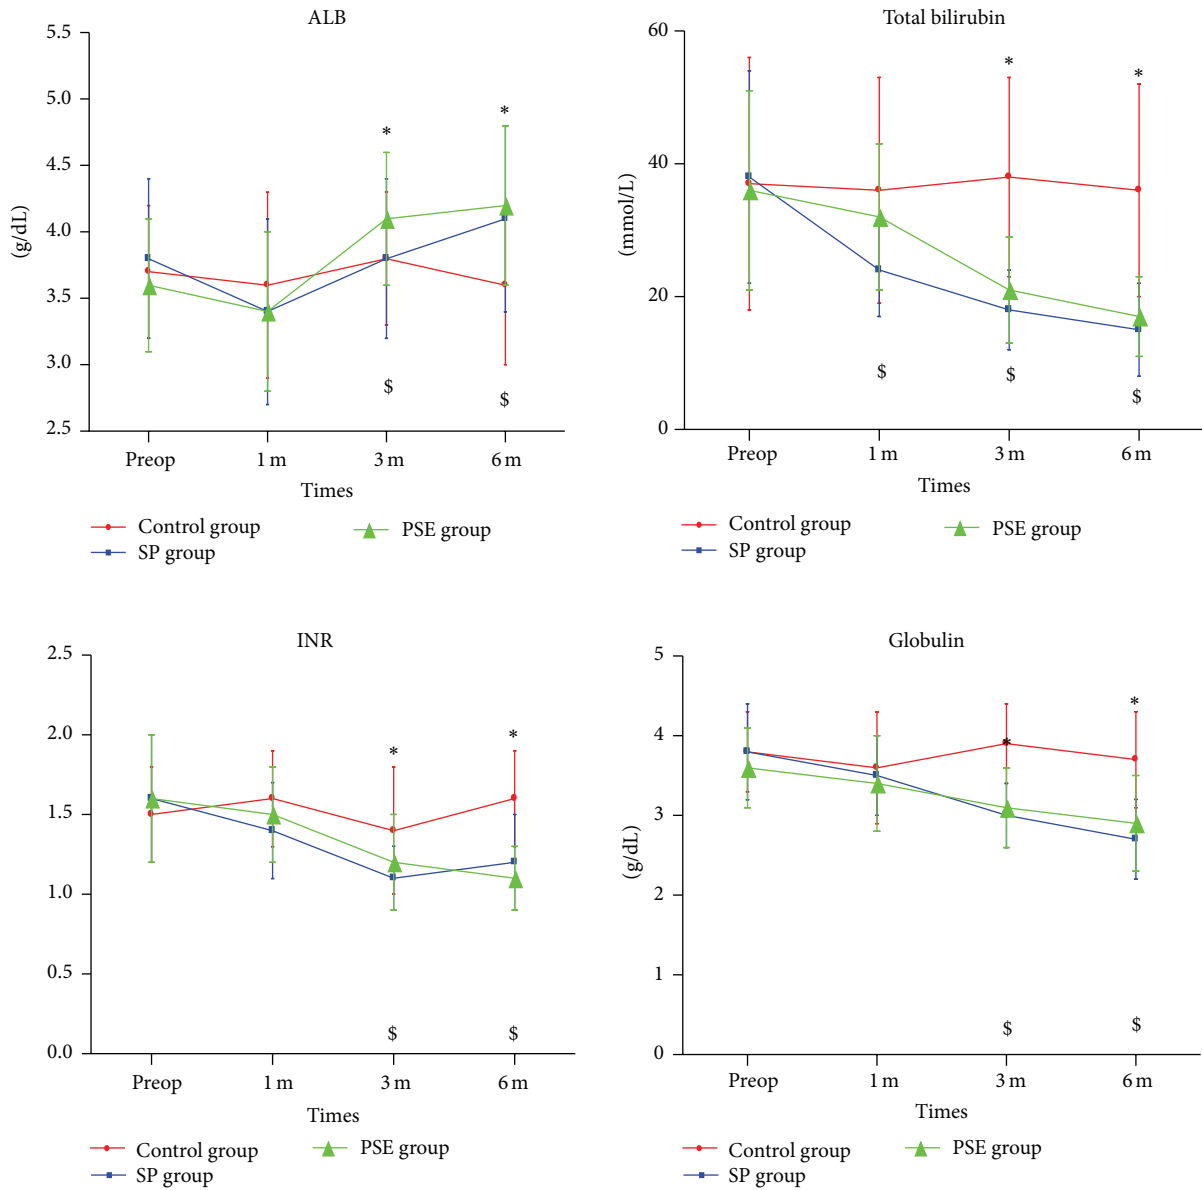 ALB
5.5
5.0
4.5
4.0
3.5
3.0
2.5
(g/dL)
*
*
$
$
Preop 1 m 3 m 6 m
Times
Control group
SP group
PSE group
Total bilirubin
60
40
20
0
(mmol/L)
*
*
$
$
$
Preop 1 m 3 m 6 m
Times
Control group
SP group
PSE group
INR
2.5
2.0
1.5
1.0
0.5
0.0
*
*
$
$
Preop 1 m 3 m 6 m
Times
Control group
SP group
PSE group
Globulin
5
4
3
2
1
0
(g/dL)
*
*
$
$
Preop 1 m 3 m 6 m
Times
Control group
SP group
PSE group